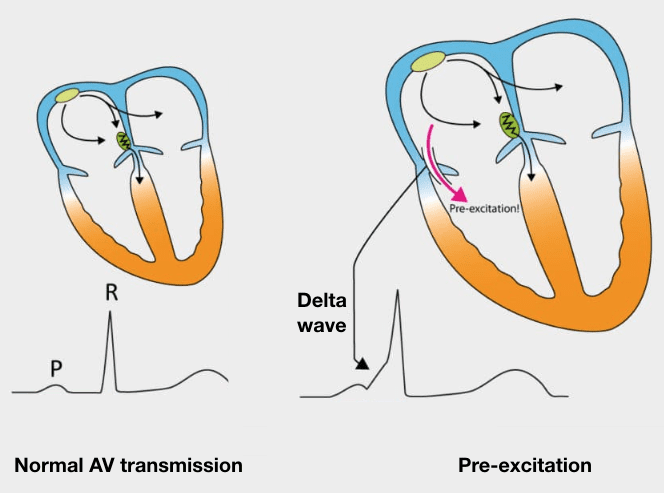 Pre-excitation!
R
P
Delta
wave
Normal AV transmission
Pre-excitation